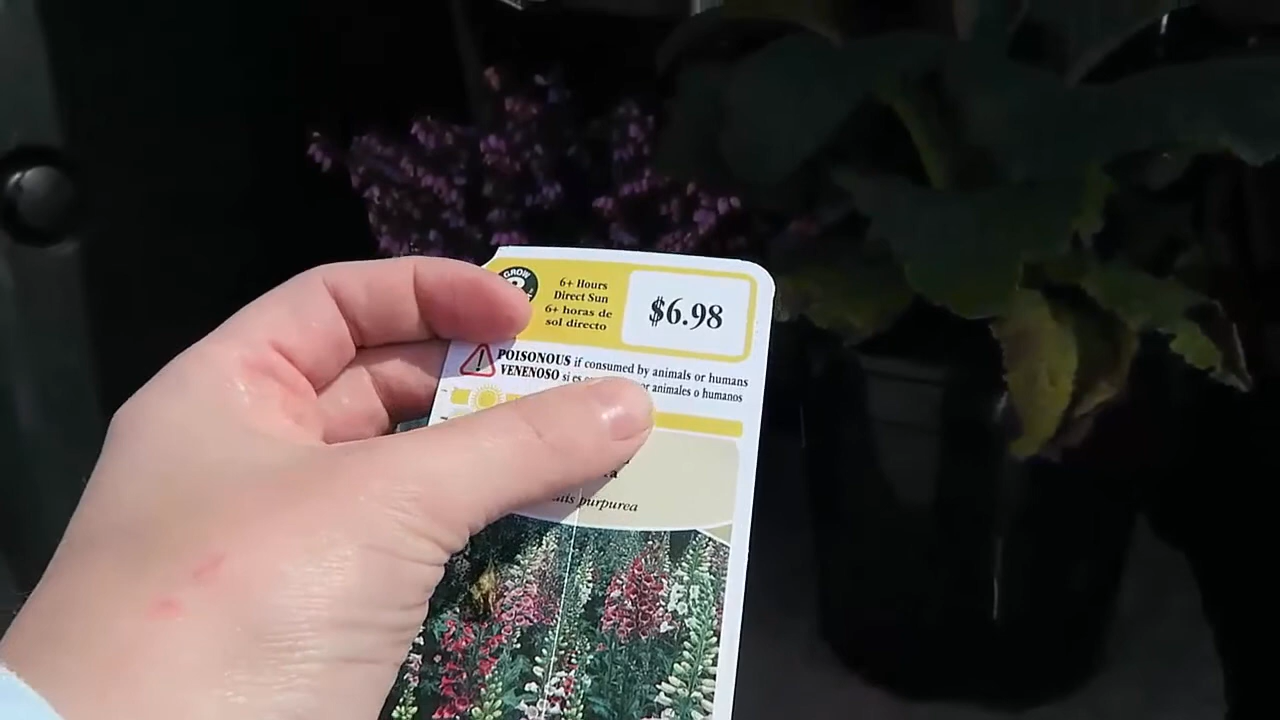 GROW
6+ Hours
Direct Sun
6+ horas de
sol directo
$6.98
POISONOUS if consumed by animals or humans
VENENOSO si es animales o humanos
purpurea